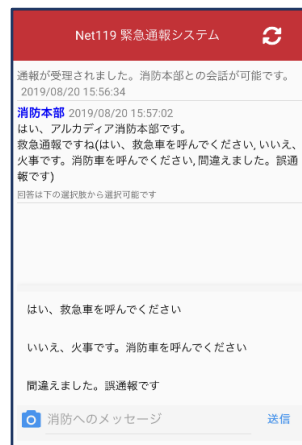 Net119 緊急通報システム
通報が受理されました。消防本部との会話が可能です。
2019/08/20 15:56:34
消防本部 2019/08/20 15:57:02
はい、アルカディア消防本部です。
救急通報ですね(はい、救急車を呼んでください, いいえ、
火事です。消防車を呼んでください, 間違えました。誤通
報です)
回答は下の選択肢から選択可能です
はい、救急車を呼んでください
いいえ、火事です。消防車を呼んでください
間違えました。誤通報です
消防へのメッセージ 送信